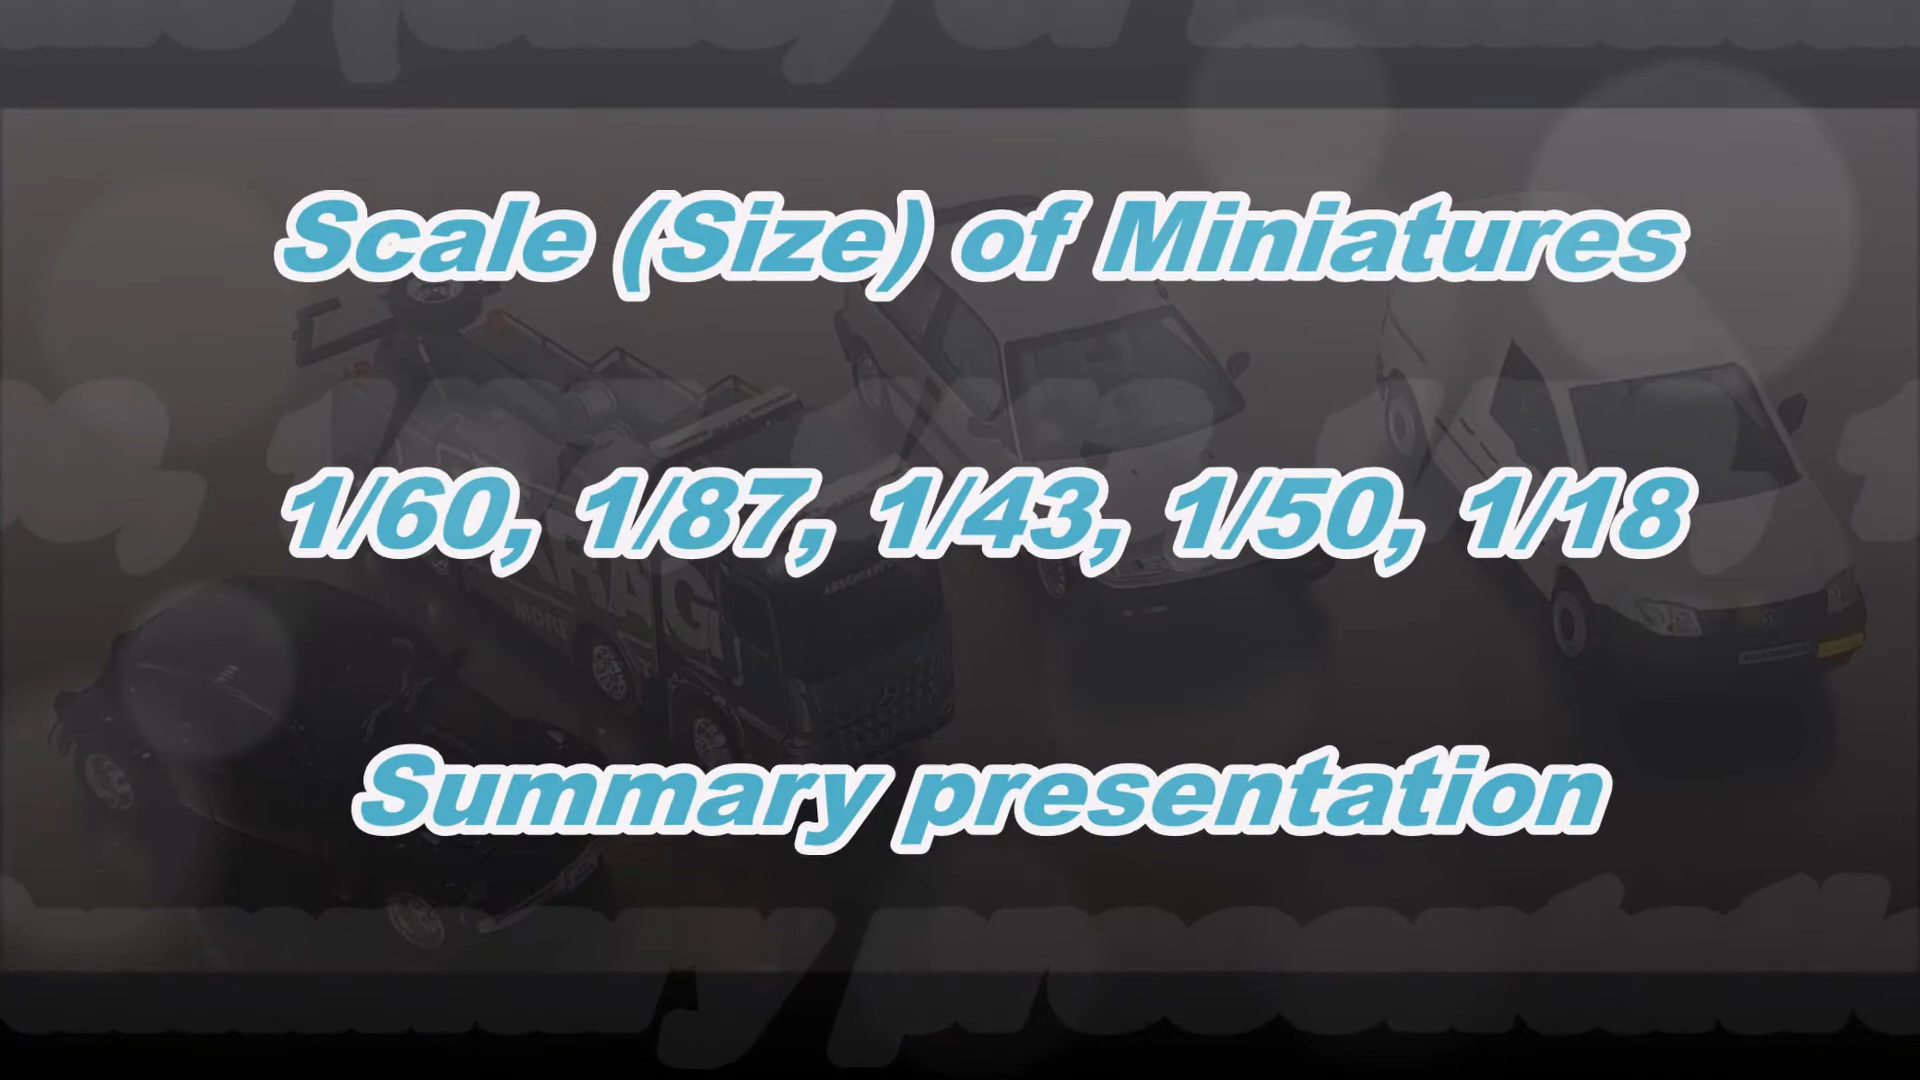 Scale (Size) of Miniatures
1/60, 1/87, 1/43, 1/50, 1/18
Summary presentation